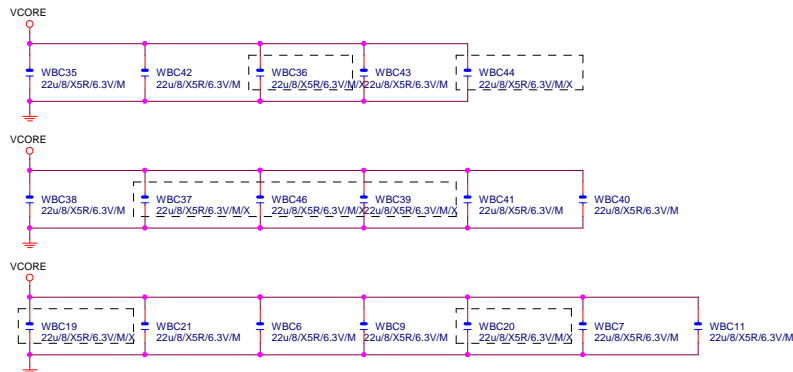 VCORE
WBC35 WBC42 WBC36 WBC43 WBC44
22u/8/X5R/6.3V/M 22u/8/X5R/6.3V/M 22u/8/X5R/6.3V/M/X 22u/8/X5R/6.3V/M 22u/8/X5R/6.3V/M/X
VCORE
WBC38 WBC37 WBC46 WBC39 WBC41 WBC40
22u/8/X5R/6.3V/M 22u/8/X5R/6.3V/M/X 22u/8/X5R/6.3V/M/X 22u/8/X5R/6.3V/M/X 22u/8/X5R/6.3V/M 22u/8/X5R/6.3V/M
VCORE
WBC19 WBC21 WBC6 WBC9 WBC20 WBC7 WBC11
22u/8/X5R/6.3V/M/X 22u/8/X5R/6.3V/M 22u/8/X5R/6.3V/M 22u/8/X5R/6.3V/M 22u/8/X5R/6.3V/M/X 22u/8/X5R/6.3V/M 22u/8/X5R/6.3V/M